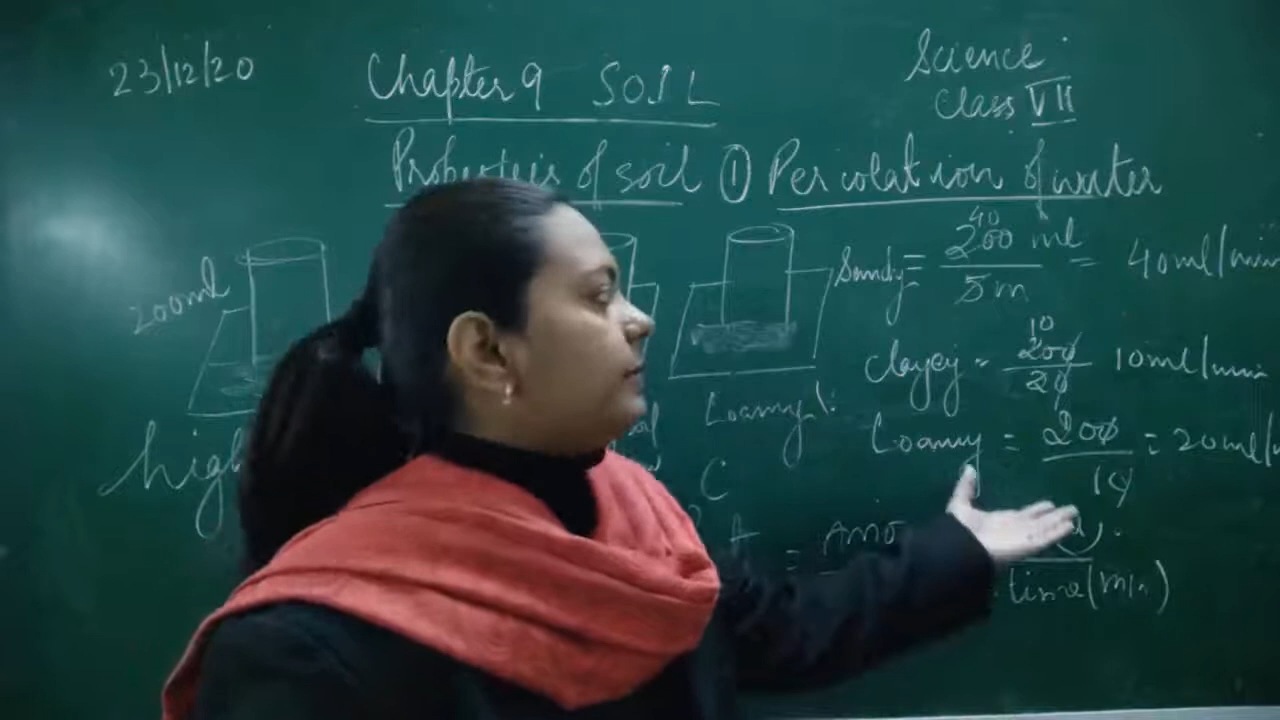 23/12/20
Chapter 9 SOIL
Science
Class VII
Properties of soil ① Percolation of water
200ml
Sandy = 200 ml / 5m = 40ml/min
40
Clayey = 200 / 20 10ml/min
10
Loamy = 200 / 10 = 20ml/
Loamy
high
C
A
= Amo
time (min)